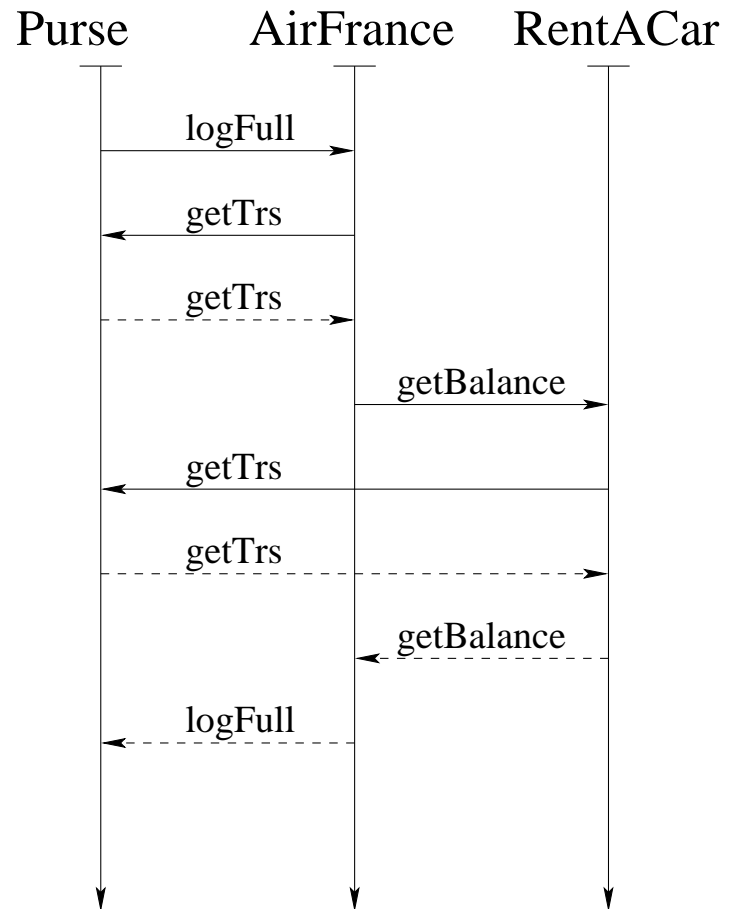 Purse AirFrance RentACar
logFull
getTrs
getTrs
getBalance
getTrs
getTrs
getBalance
logFull